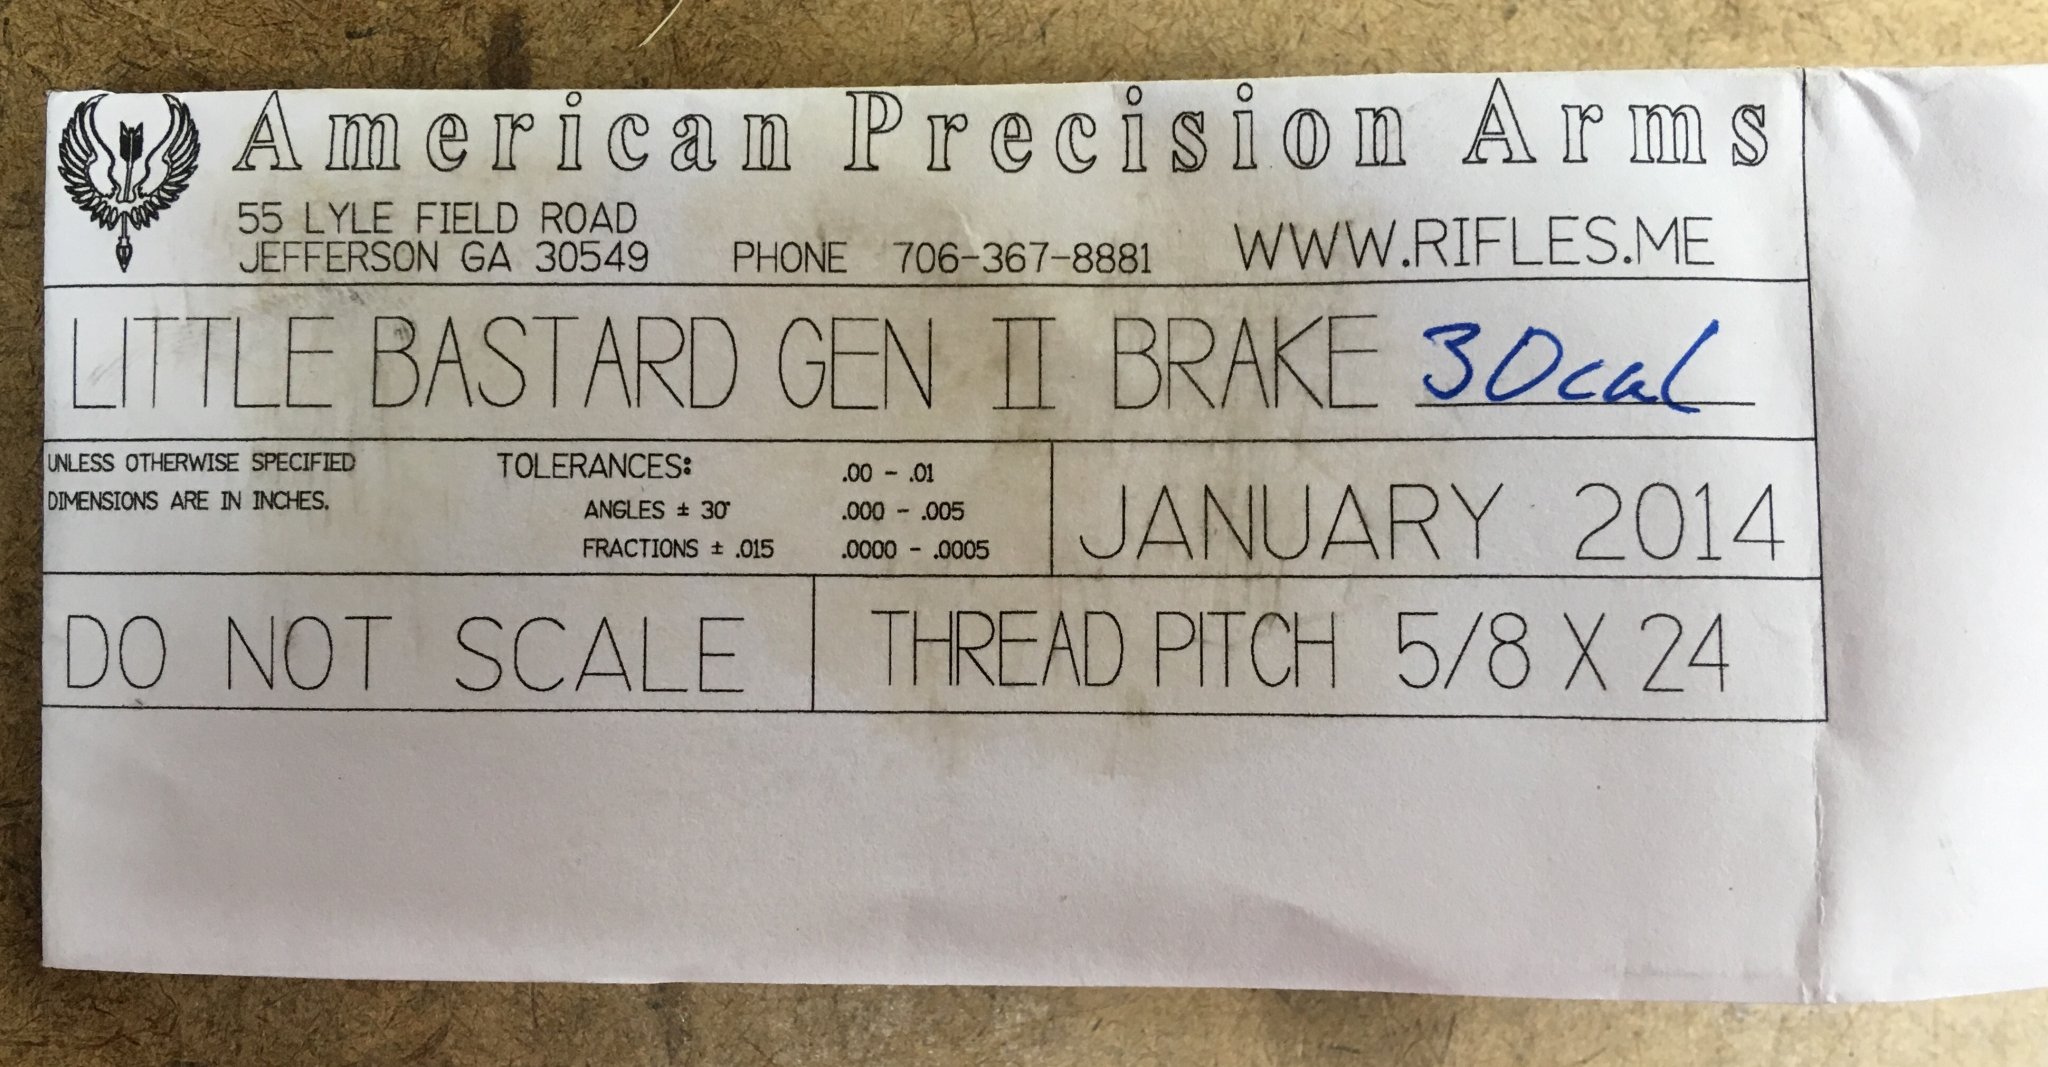 American Precision Arms
55 LYLE FIELD ROAD
JEFFERSON GA 30549 PHONE 706-367-8881 WWW.RIFLES.ME
LITTLE BASTARD GEN II BRAKE 30cal
UNLESS OTHERWISE SPECIFIED
DIMENSIONS ARE IN INCHES.
TOLERANCES: .00 - .01
ANGLES ± 30' .000 - .005
FRACTIONS ± .015 .0000 - .0005
JANUARY 2014
DO NOT SCALE
THREAD PITCH 5/8 X 24